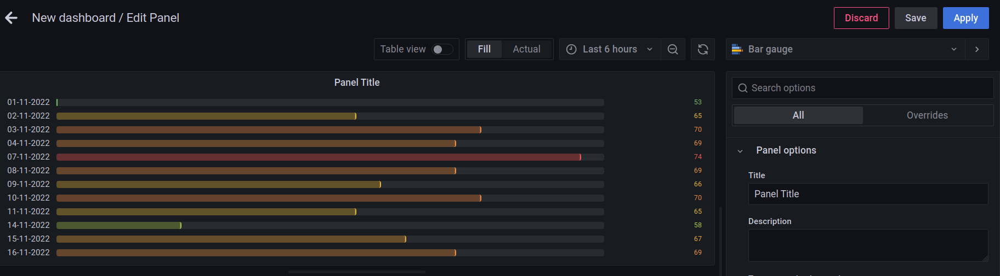 New dashboard / Edit Panel
Discard Save Apply
Table view Fill Actual Last 6 hours Bar gauge
Panel Title
01-11-2022 53
02-11-2022 65
03-11-2022 70
04-11-2022 69
07-11-2022 74
08-11-2022 69
09-11-2022 66
10-11-2022 70
11-11-2022 65
14-11-2022 58
15-11-2022 67
16-11-2022 69
Search options
All Overrides
Panel options
Title
Panel Title
Description